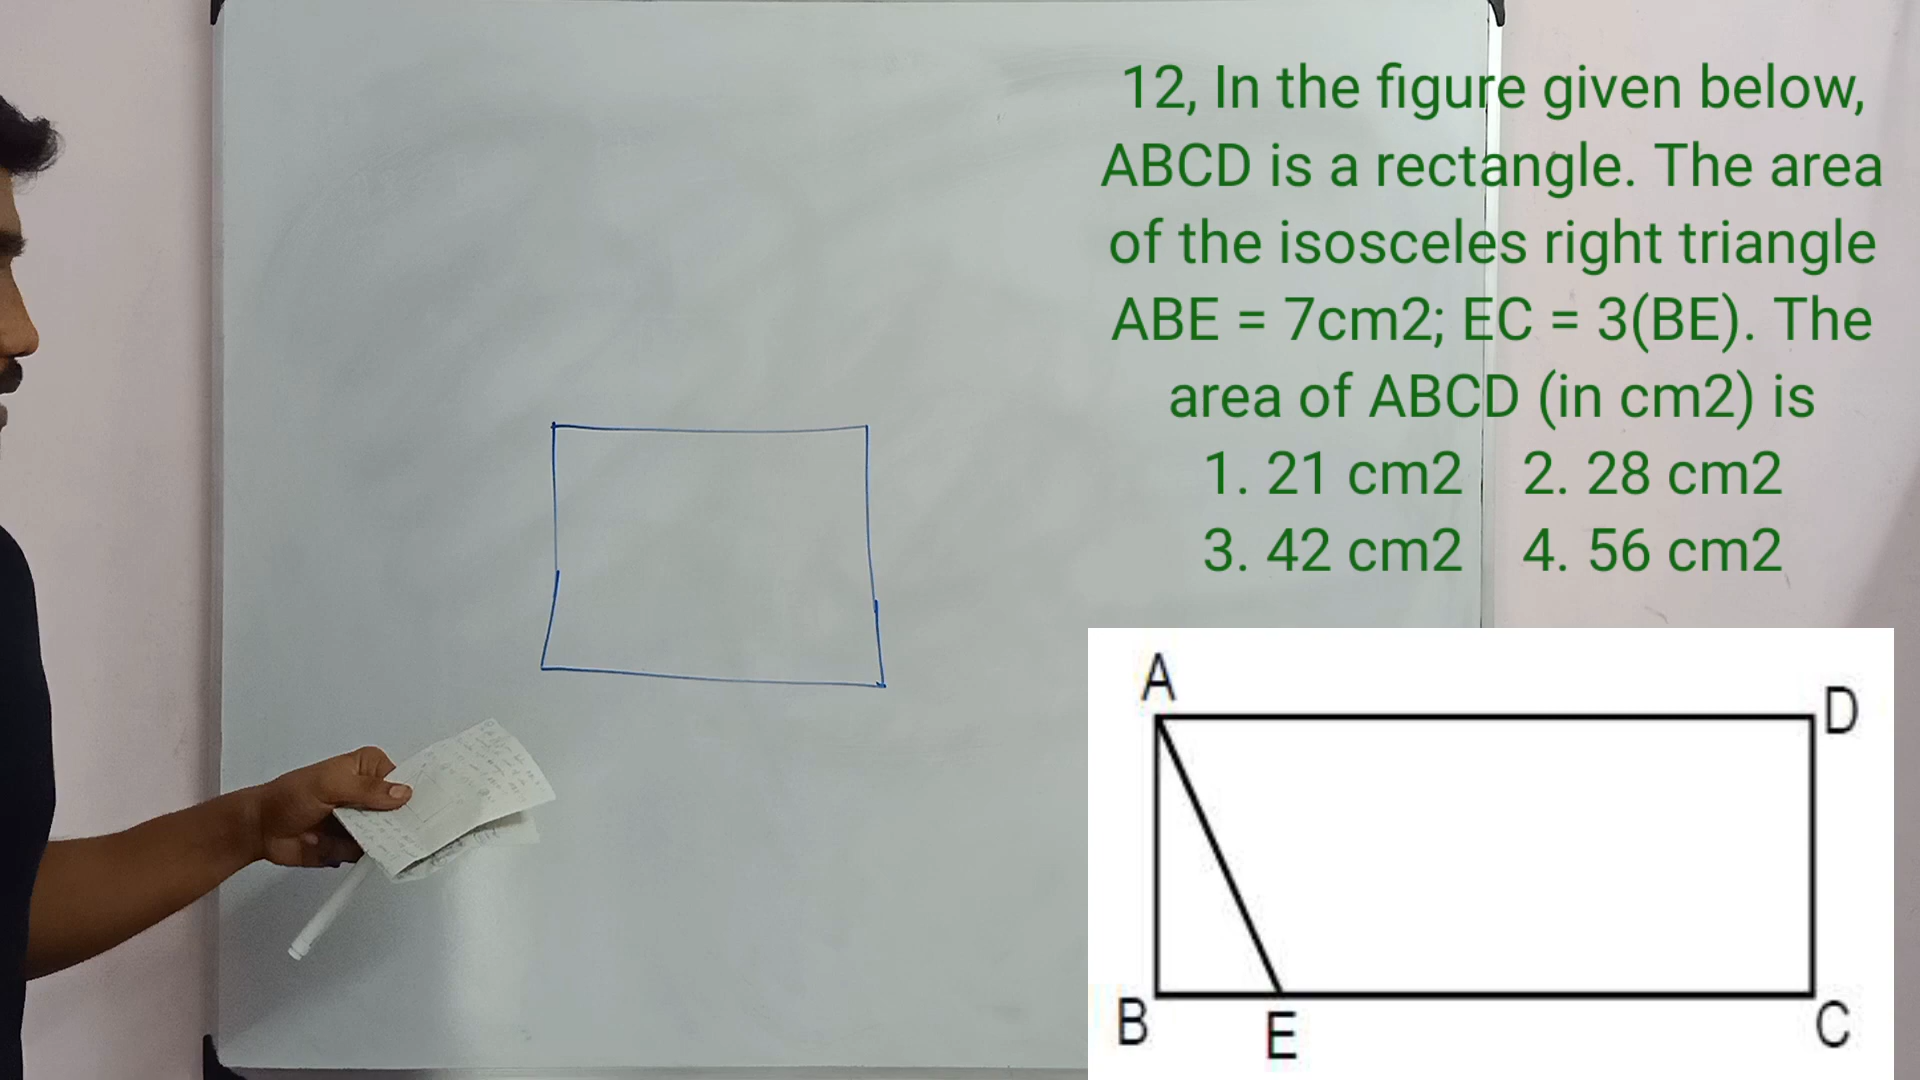 12, In the figure given below,
ABCD is a rectangle. The area
of the isosceles right triangle
ABE = 7cm2; EC = 3(BE). The
area of ABCD (in cm2) is
1. 21 cm2 2. 28 cm2
3. 42 cm2 4. 56 cm2
A
D
B
E
C